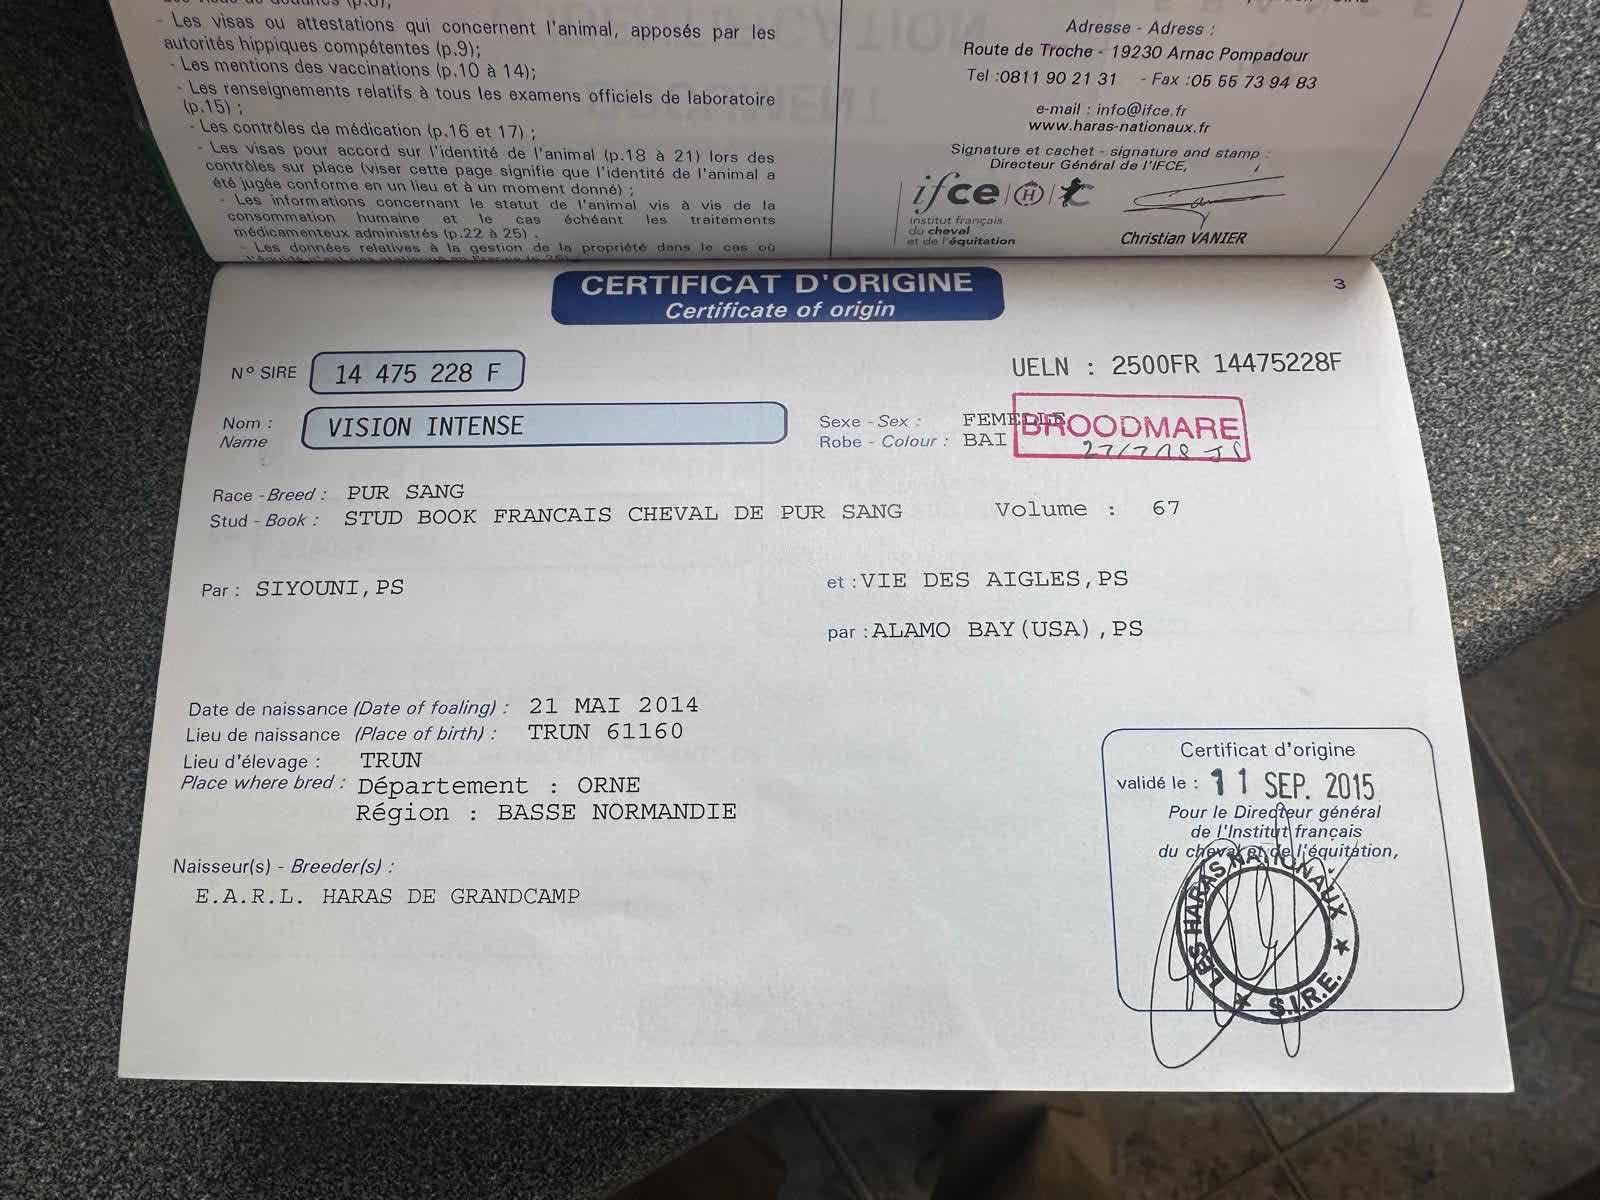 - Les visas ou attestations qui concernent l'animal, apposés par les
autorités hippiques compétentes (p.9);
- Les mentions des vaccinations (p.10 à 14);
- Les renseignements relatifs à tous les examens officiels de laboratoire
(p.15) ;
- Les contrôles de médication (p.16 et 17) ;
- Les visas pour accord sur l'identité de l'animal (p.18 à 21) lors des
contrôles sur place (viser cette page signifie que l'identité de l'animal a
été jugée conforme en un lieu et à un moment donné) ;
- Les informations concernant le statut de l'animal vis à vis de la
consommation humaine et le cas échéant les traitements
médicamenteux administrés (p.22 à 25) .
- Les données relatives à la gestion de la propriété dans le cas où
Adresse - Adress :
Route de Troche - 19230 Arnac Pompadour
Tel :0811 90 21 31 - Fax :05 55 73 94 83
e-mail : info@ifce.fr
www.haras-nationaux.fr
Signature et cachet - signature and stamp :
Directeur Général de l'IFCE,
ifce H
institut français
du cheval
et de l'équitation
Christian VANIER
CERTIFICAT D'ORIGINE
Certificate of origin
3
N° SIRE 14 475 228 F
UELN : 2500FR 14475228F
Nom :
Name
VISION INTENSE
Sexe - Sex : FEMELLE
Robe - Colour : BAI
BROODMARE
27/7/18 JS
Race - Breed : PUR SANG
Stud - Book : STUD BOOK FRANCAIS CHEVAL DE PUR SANG Volume : 67
Par : SIYOUNI,PS
et : VIE DES AIGLES,PS
par : ALAMO BAY(USA),PS
Date de naissance (Date of foaling) : 21 MAI 2014
Lieu de naissance (Place of birth) : TRUN 61160
Lieu d'élevage : TRUN
Place where bred : Département : ORNE
Région : BASSE NORMANDIE
Naisseur(s) - Breeder(s) :
E.A.R.L. HARAS DE GRANDCAMP
Certificat d'origine
validé le : 11 SEP. 2015
Pour le Directeur général
de l'Institut français
du cheval et de l'équitation,
LES HARAS NATIONAUX ★ S.I.R.E. ★